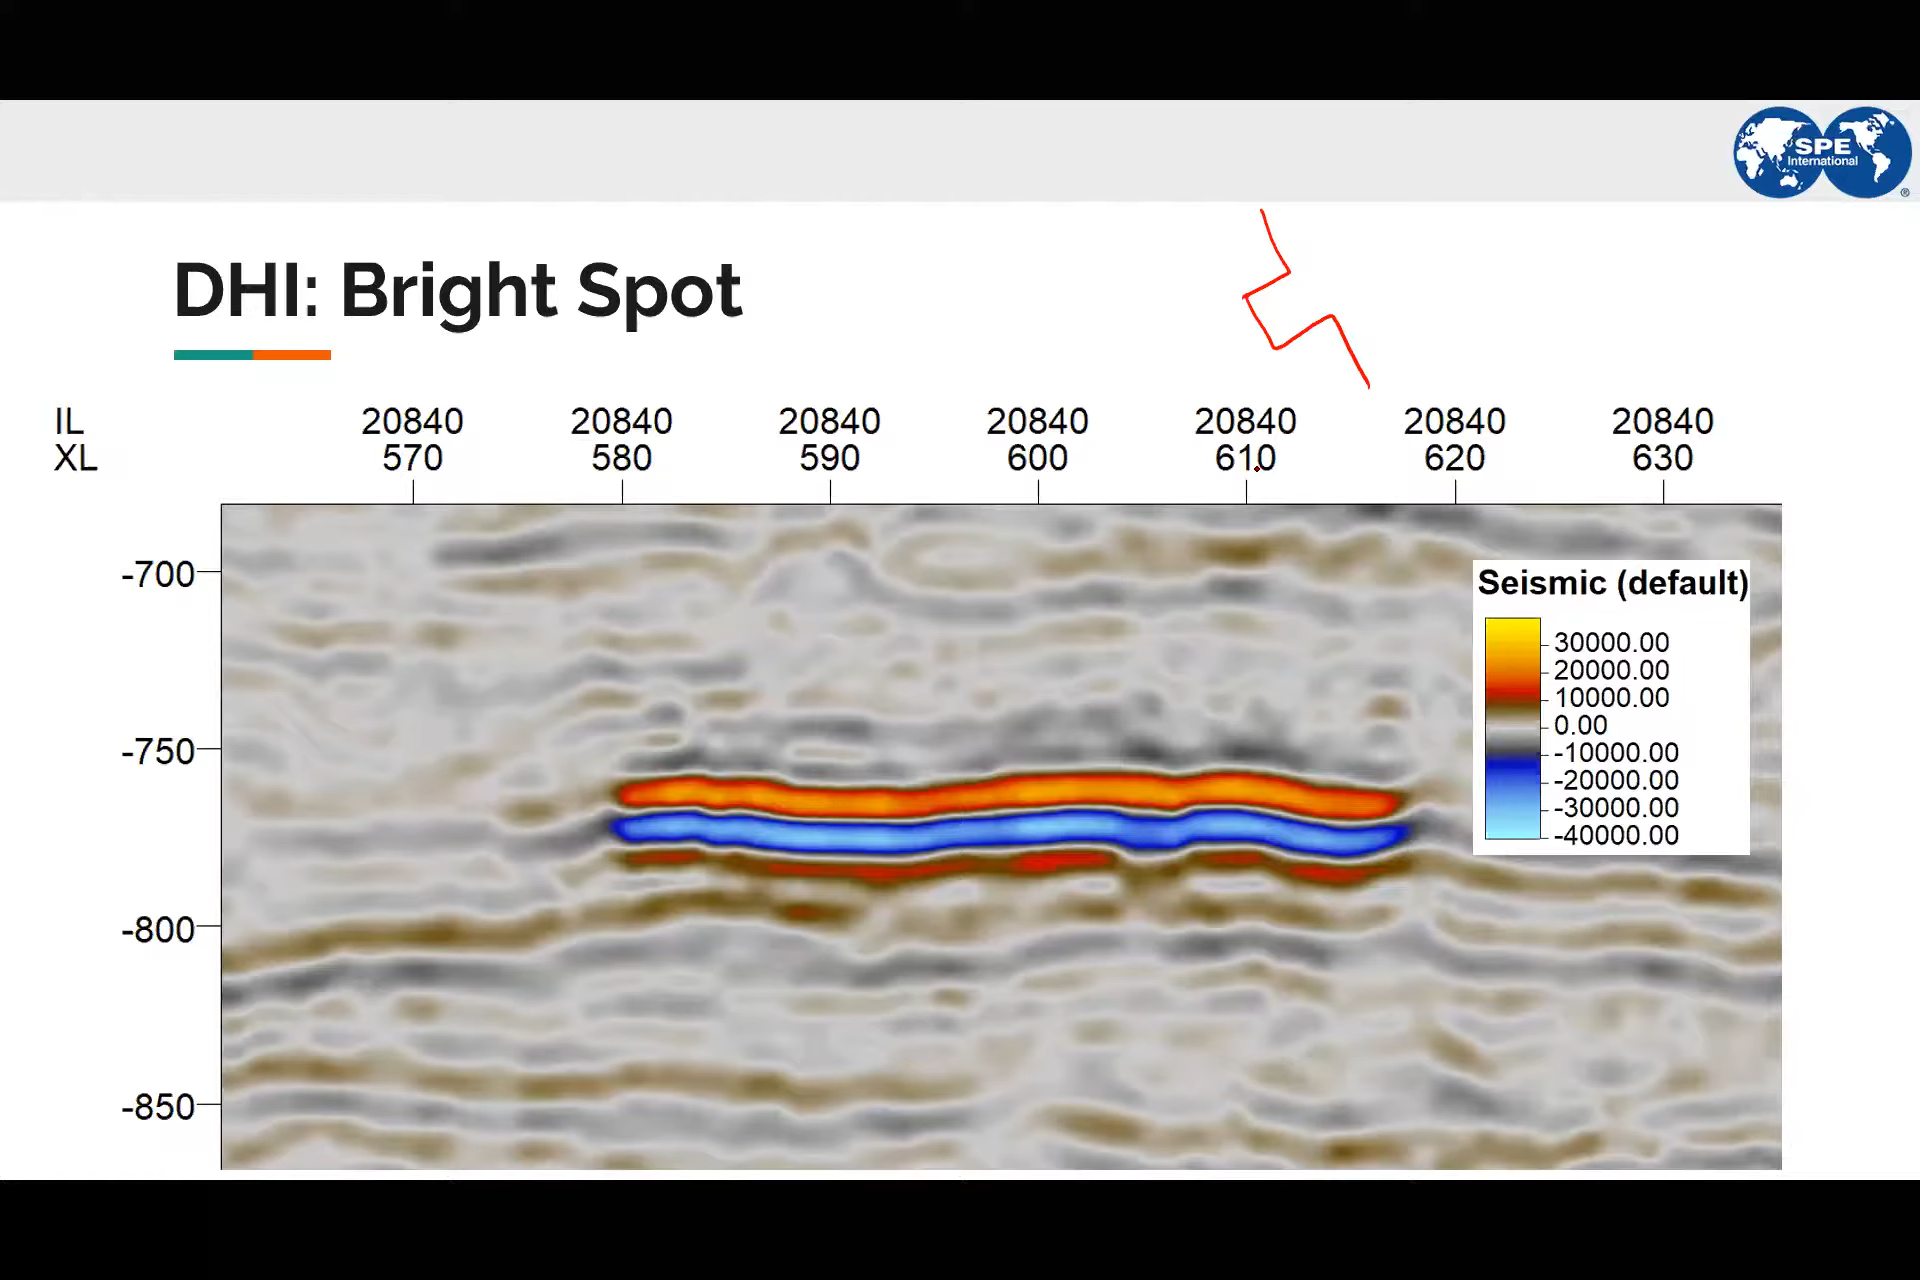 SPE
International
®
DHI: Bright Spot
IL 20840 20840 20840 20840 20840 20840 20840
XL 570 580 590 600 610 620 630
-700
-750
-800
-850
Seismic (default)
30000.00
20000.00
10000.00
0.00
-10000.00
-20000.00
-30000.00
-40000.00